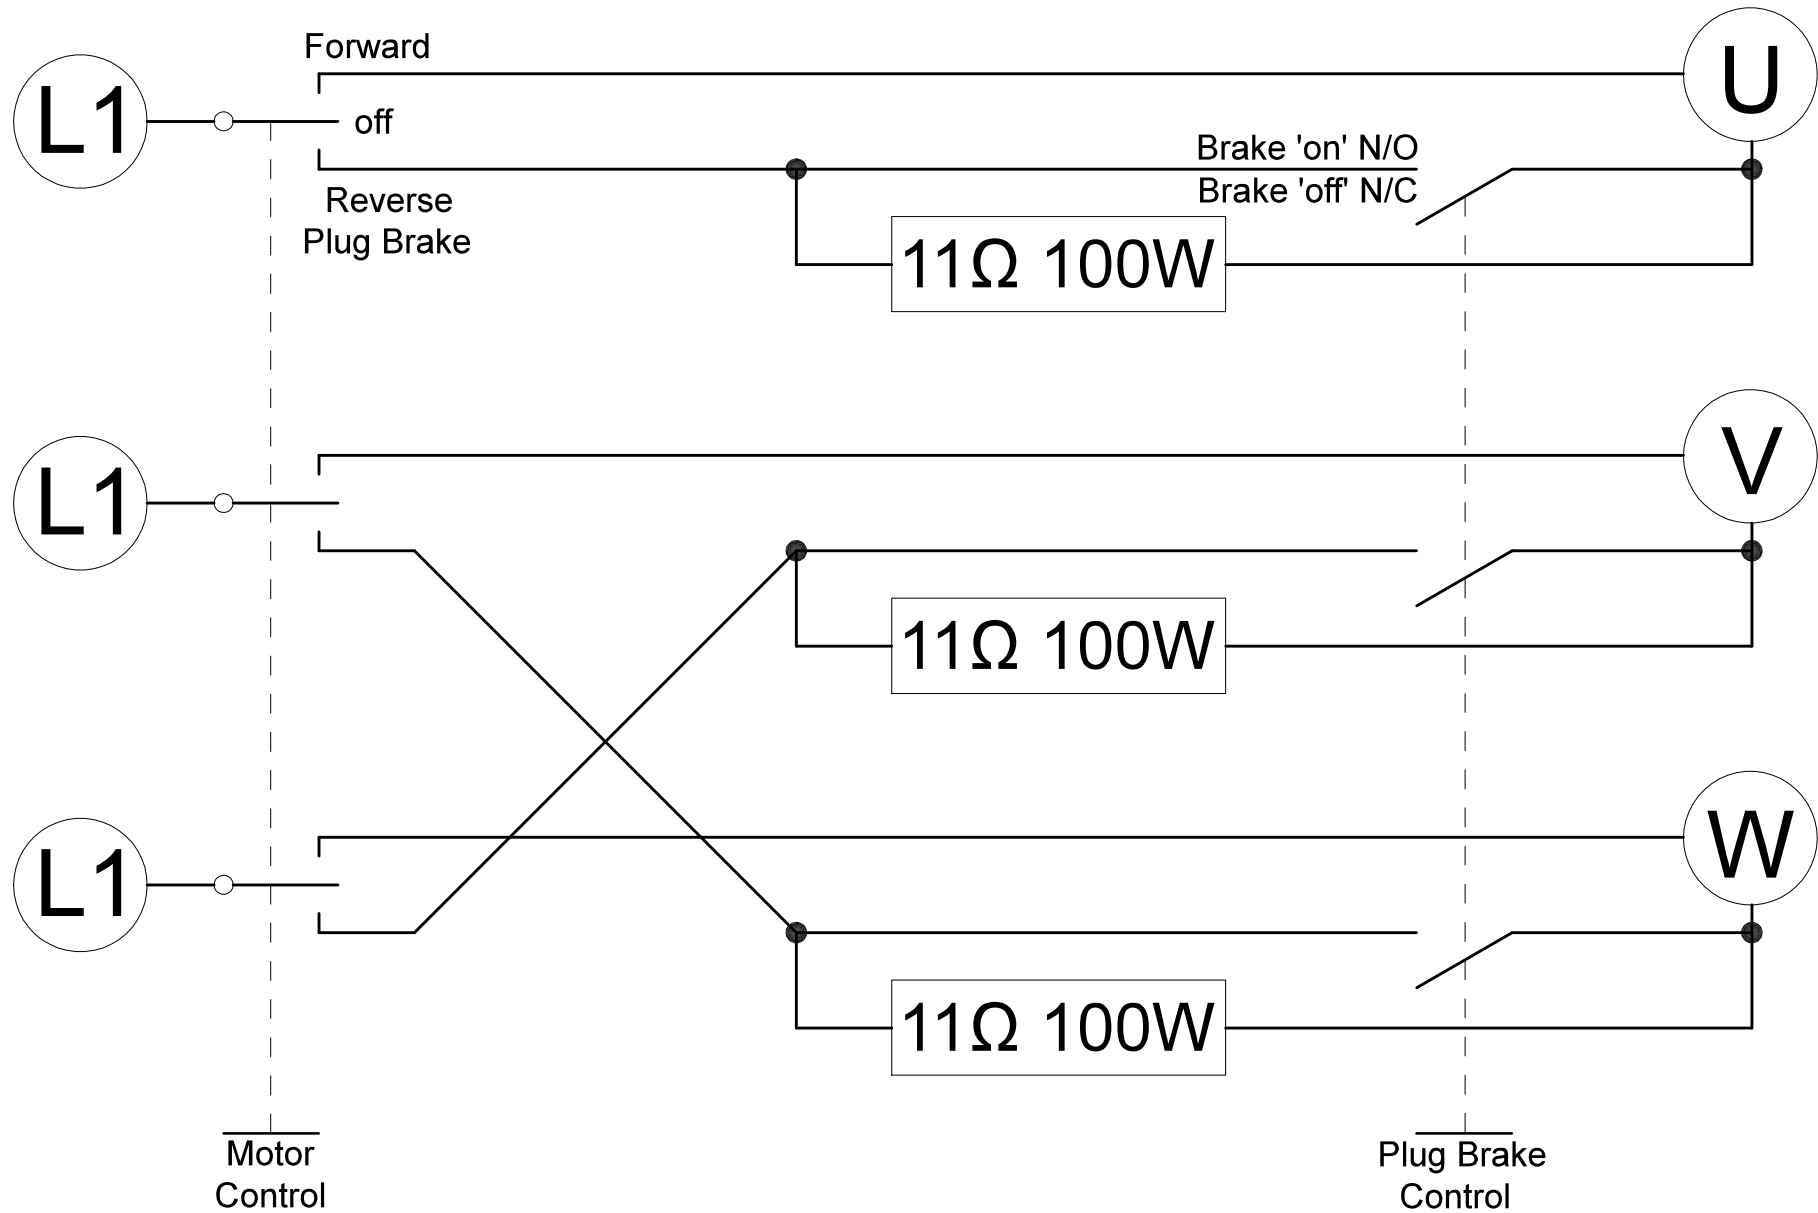 Forward
L1
off
U
Brake 'on' N/O
Brake 'off' N/C
Reverse
Plug Brake
11Ω 100W
L1
V
11Ω 100W
L1
W
11Ω 100W
Motor
Control
Plug Brake
Control